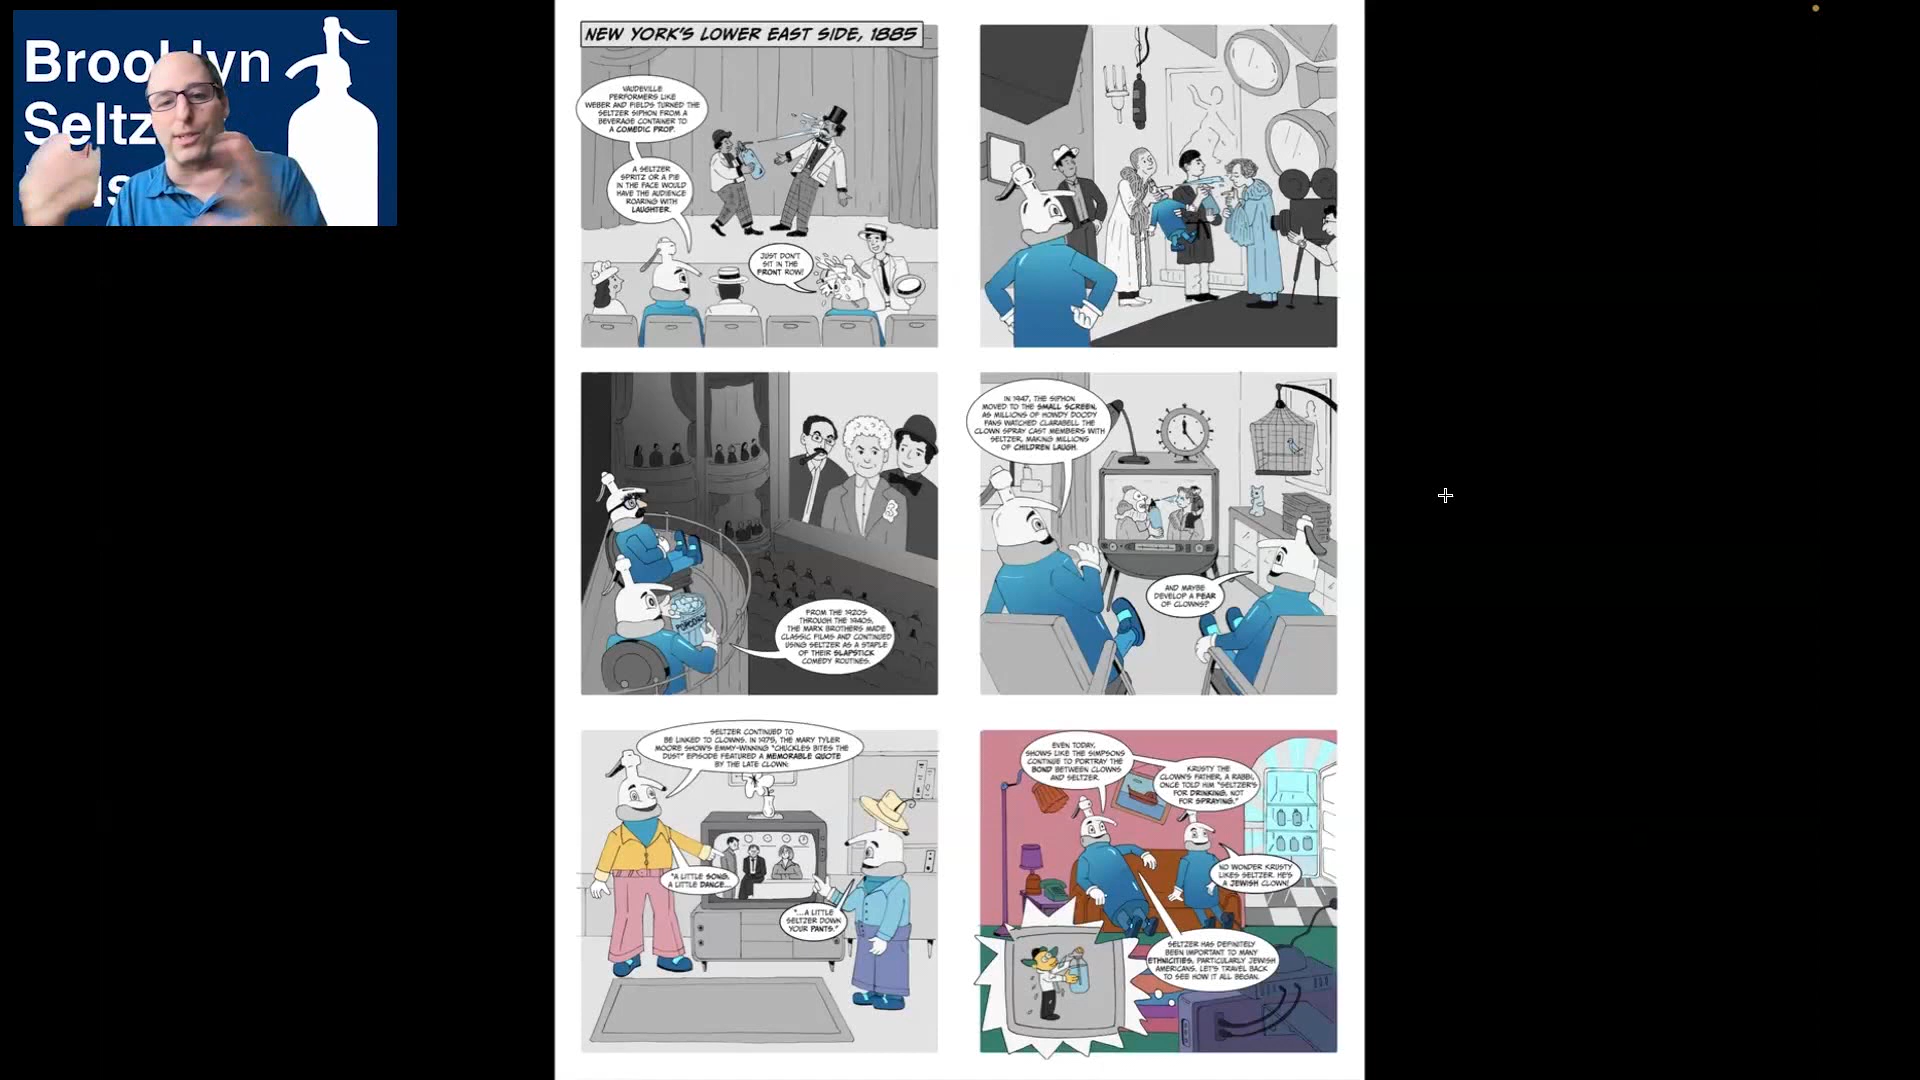 Brooklyn
Seltz
us
NEW YORK'S LOWER EAST SIDE, 1885
VAUDEVILLE
PERFORMERS LIKE
WEBER AND FIELDS TURNED THE
SELTZER SIPHON FROM A
BEVERAGE CONTAINER TO
A COMEDIC PROP.
A SELTZER
SPRITZ OR A PIE
IN THE FACE WOULD
HAVE THE AUDIENCE
ROARING WITH
LAUGHTER.
JUST DON'T
SIT IN THE
FRONT ROW!
FROM THE 1920S
THROUGH THE 1940S,
THE MARX BROTHERS MADE
CLASSIC FILMS AND CONTINUED
USING SELTZER AS A STAPLE
OF THEIR SLAPSTICK
COMEDY ROUTINES.
POPCORN
IN 1947, THE SIPHON
MOVED TO THE SMALL SCREEN,
AS MILLIONS OF HOWDY DOODY
FANS WATCHED CLARABELL THE
CLOWN SPRAY CAST MEMBERS WITH
SELTZER, MAKING MILLIONS
OF CHILDREN LAUGH.
AND MAYBE
DEVELOP A FEAR
OF CLOWNS?
SELTZER CONTINUED TO
BE LINKED TO CLOWNS. IN 1975, THE MARY TYLER
MOORE SHOW'S EMMY-WINNING "CHUCKLES BITES THE
DUST" EPISODE FEATURED A MEMORABLE QUOTE
BY THE LATE CLOWN:
"A LITTLE SONG,
A LITTLE DANCE...
"...A LITTLE
SELTZER DOWN
YOUR PANTS."
EVEN TODAY,
SHOWS LIKE THE SIMPSONS
CONTINUE TO PORTRAY THE
BOND BETWEEN CLOWNS
AND SELTZER.
KRUSTY THE
CLOWN'S FATHER, A RABBI,
ONCE TOLD HIM "SELTZER'S
FOR DRINKING, NOT
FOR SPRAYING."
NO WONDER KRUSTY
LIKES SELTZER. HE'S
A JEWISH CLOWN!
SELTZER HAS DEFINITELY
BEEN IMPORTANT TO MANY
ETHNICITIES, PARTICULARLY JEWISH
AMERICANS. LET'S TRAVEL BACK
TO SEE HOW IT ALL BEGAN.